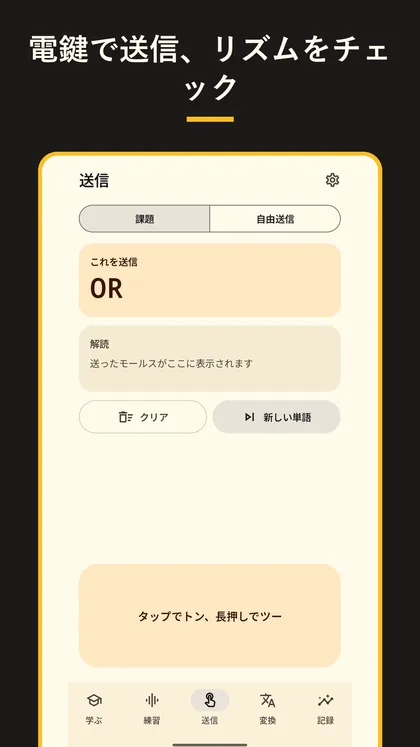 電鍵で送信、リズムをチェ
ック
送信
課題
自由送信
これを送信
OR
解読
送ったモールスがここに表示されます
クリア
新しい単語
タップでトン、長押しでツー
学ぶ
練習
送信
変換
記録